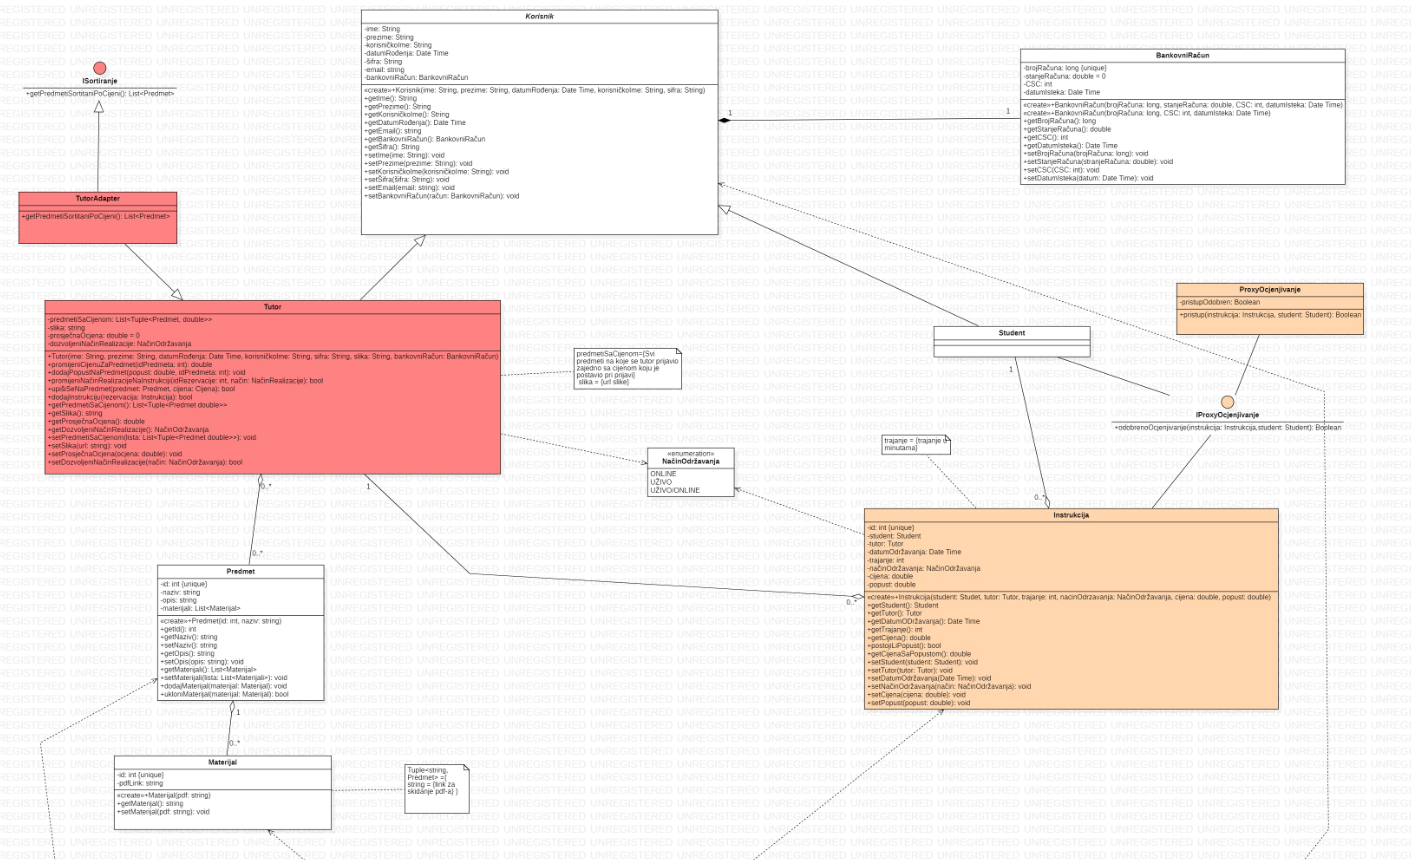 Korisnik
-ime: String
-prezime: String
-korisničkoIme: String
-datumRođenja: Date Time
-šifra: String
-email: string
-bankovniRačun: BankovniRačun
«create»+Korisnik(ime: String, prezime: String, datumRođenja: Date Time, korisničkoIme: String, sifra: String)
+getIme(): String
+getPrezime(): String
+getKorisničkoIme(): String
+getDatumRođenja(): Date Time
+getEmail(): string
+getBankovniRačun(): BankovniRačun
+getŠifra(): String
+setIme(ime: String): void
+setPrezime(prezime: String): void
+setKorisničkoIme(korisničkoIme: String): void
+setŠifra(šifra: String): void
+setEmail(email: string): void
+setBankovniRačun(račun: BankovniRačun): void
1
1
BankovniRačun
-brojRačuna: long {unique}
-stanjeRačuna: double = 0
-CSC: int
-datumIsteka: Date Time
«create»+BankovniRačun(brojRačuna: long, stanjeRačuna: double, CSC: int, datumIsteka: Date Time)
«create»+BankovniRačun(brojRačuna: long, CSC: int, datumIsteka: Date Time)
+getBrojRačuna(): long
+getStanjeRačuna(): double
+getCSC(): int
+getDatumIsteka(): Date Time
+setBrojRačuna(brojRačuna: long): void
+setStanjeRačuna(stranjeRačuna: double): void
+setCSC(CSC: int): void
+setDatumIsteka(datum: Date Time): void
ISortiranje
+getPredmetiSortitaniPoCijeni(): List<Predmet>
TutorAdapter
+getPredmetiSortitaniPoCijeni(): List<Predmet>
Tutor
-predmetiSaCijenom: List<Tuple<Predmet, double>>
-slika: string
-prosječnaOcjena: double = 0
-dozvoljeniNačinRealizacije: NačinOdržavanja
+Tutor(ime: String, prezime: String, datumRođenja: Date Time, korisničkoIme: String, sifra: String, slika: String, bankovniRačun: BankovniRačun)
+promijeniCijenuZaPredmet(idPredmeta: int): double
+dodajPopustNaPredmet(popust: double, idPredmeta: int): void
+promjeniNačinRealizacijeNaInstrukciji(idRezervacije: int, način: NačinRealizacije): bool
+upišiSeNaPredmet(predmet: Predmet, cijena: Cijena): bool
+dodajInstrukciju(rezervacija: Instrukcija): bool
+getPredmetiSaCijenom(): List<Tuple<Predmet double>>
+getSlika(): string
+getProsječnaOcjena(): double
+getDozvoljeniNačinRealizacije(): NačinOdržavanja
+setPredmetiSaCijenom(lista: List<Tuple<Predmet double>>): void
+setSlika(url: string): void
+setProsječnaOcjena(ocjena: double): void
+setDozvoljeniNačinRealizacije(način: NačinOdržavanja): bool
predmetiSaCijenom={Svi
predmeti na koje se tutor prijavio
zajedno sa cijenom koju je
postavio pri prijavi}
slika = {url slike}
Student
1
ProxyOcjenjivanje
-pristupOdobren: Boolean
+pristup(instrukcija: Instrukcija, student: Student): Boolean
IProxyOcjenjivanje
+odobrenoOcjenjivanje(instrukcija: Instrukcija,student: Student): Boolean
«enumeration»
NačinOdržavanja
ONLINE
UŽIVO
UŽIVO/ONLINE
trajanje = {trajanje u
minutama}
0..*
1
0..*
0..*
0..*
Instrukcija
-id: int {unique}
-student: Student
-tutor: Tutor
-datumOdržavanja: Date Time
-trajanje: int
-načinOdržavanja: NačinOdržavanja
-cijena: double
-popust: double
«create»+Instrukcija(student: Studet, tutor: Tutor, trajanje: int, nacinOdrzavanja: NačinOdržavanja, cijena: double, popust: double)
+getStudent(): Student
+getTutor(): Tutor
+getDatumODržavanja(): Date Time
+getTrajanje(): int
+getCijena(): double
+postojiLiPopust(): bool
+getCijenaSaPopustom(): double
+setStudent(student: Student): void
+setTutor(tutor: Tutor): void
+setDatumOdržavanja(Date Time): void
+setNačinOdržavanja(način: NačinOdržavanja): void
+setCijena(cijena: double): void
+setPopust(popust: double): void
Predmet
-id: int {unique}
-naziv: string
-opis: string
-materijali: List<Materijal>
«create»+Predmet(id: int, naziv: string)
+getId(): int
+getNaziv(): string
+setNaziv(): string
+getOpis(): string
+setOpis(opis: string): void
+getMaterijali(): List<Materijal>
+setMaterijali(lista: List<Materijali>): void
+dodajMaterijal(materijal: Materijal): void
+ukloniMaterijal(materijal: Materijal): bool
1
0..*
Materijal
-id: int {unique}
-pdfLink: string
«create»+Materijal(pdf: string)
+getMaterijal(): string
+setMaterijal(pdf: string): void
Tuple<string,
Predmet> ={
string = {link za
skidanje pdf-a} }